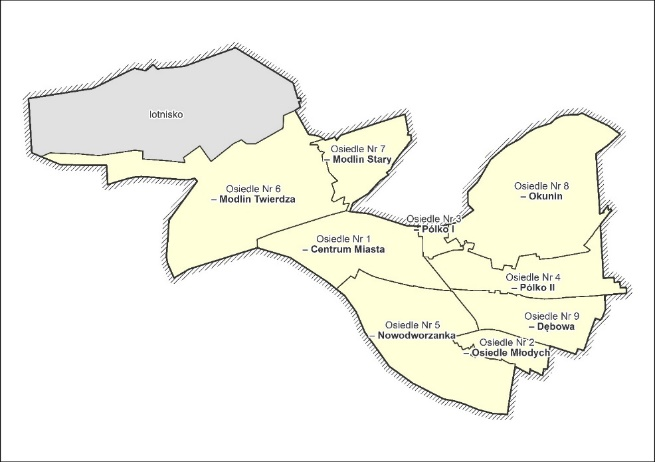 lotnisko
Osiedle Nr 7
– Modlin Stary
Osiedle Nr 6
– Modlin Twierdza
Osiedle Nr 8
– Okunin
Osiedle Nr 3
– Pólko I
Osiedle Nr 1
– Centrum Miasta
Osiedle Nr 4
– Pólko II
Osiedle Nr 9
– Dębowa
Osiedle Nr 5
– Nowodworzanka
Osiedle Nr 2
– Osiedle Młodych